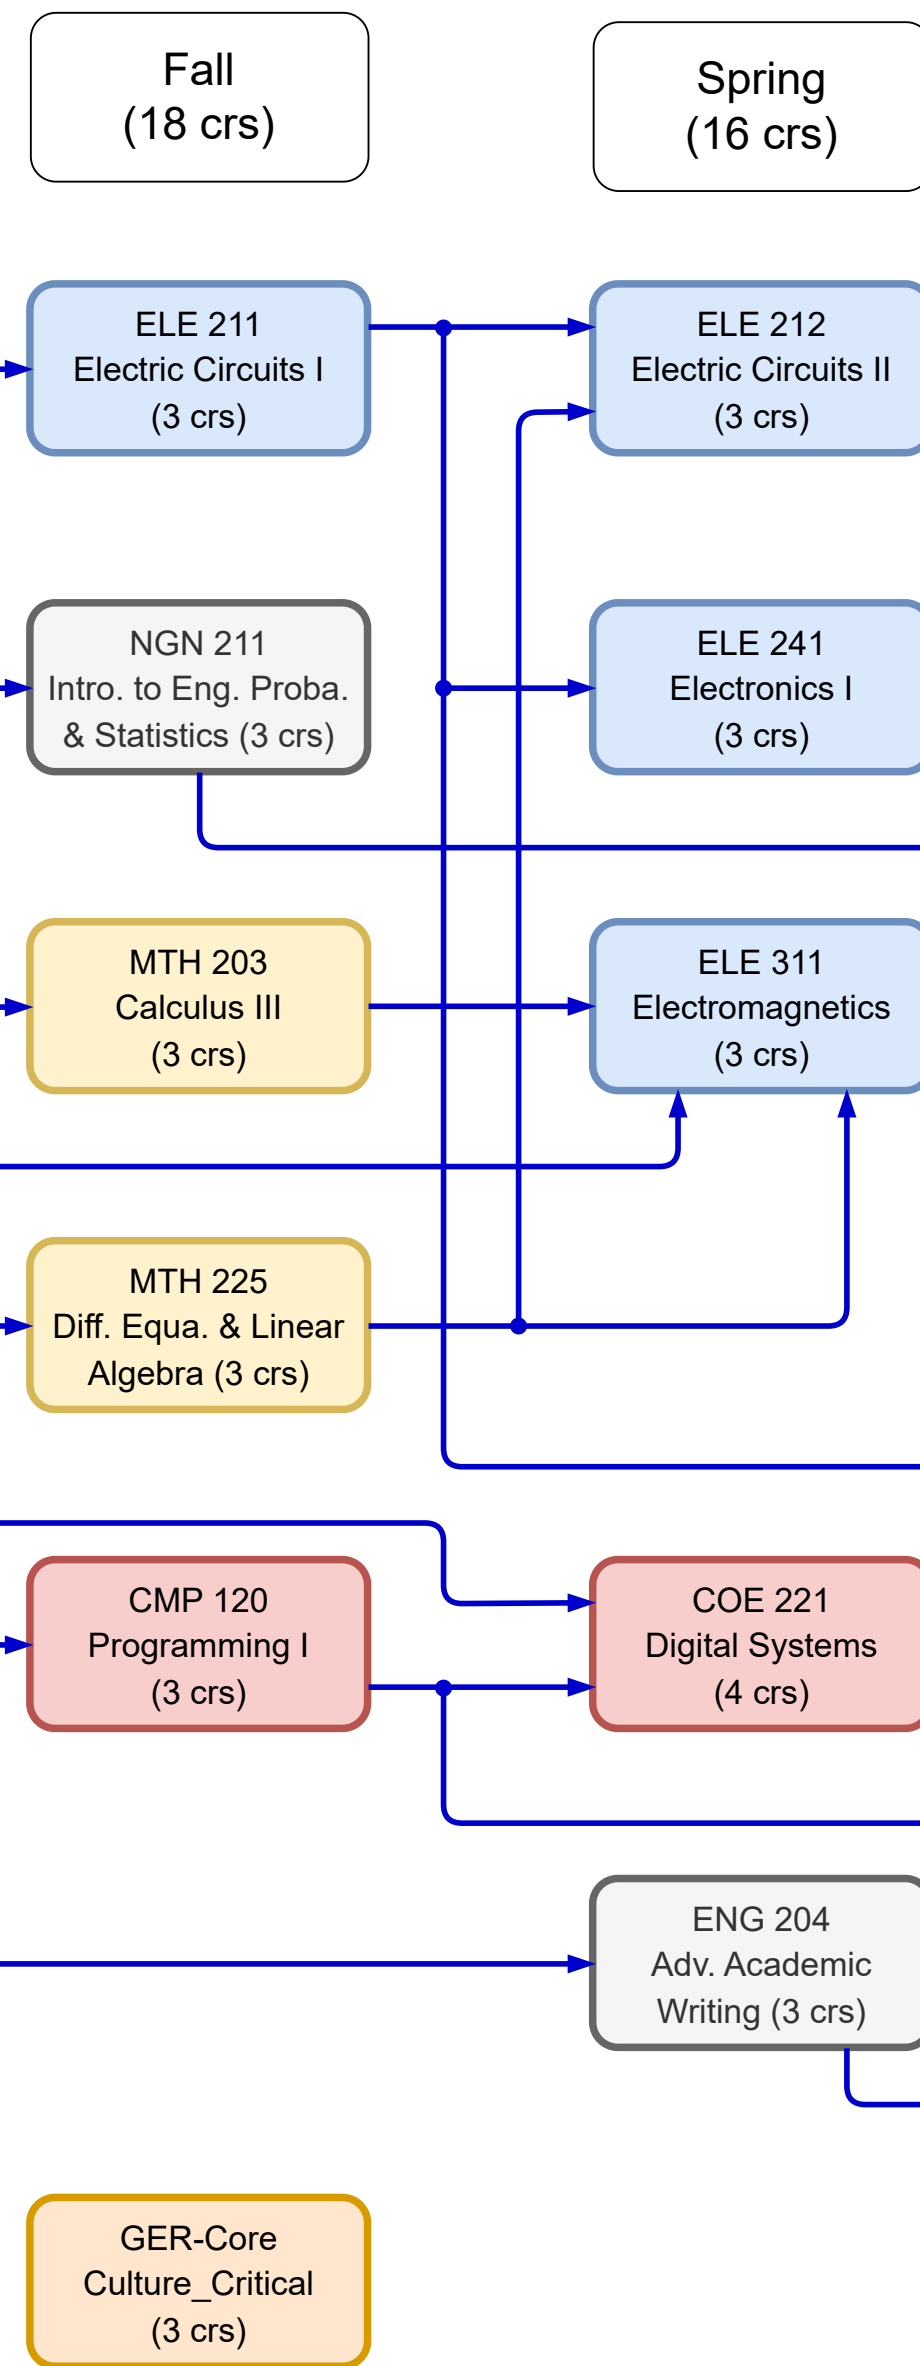 Fall
(18 crs)
Spring
(16 crs)
ELE 211
Electric Circuits I
(3 crs)
ELE 212
Electric Circuits II
(3 crs)
NGN 211
Intro. to Eng. Proba.
& Statistics (3 crs)
ELE 241
Electronics I
(3 crs)
MTH 203
Calculus III
(3 crs)
ELE 311
Electromagnetics
(3 crs)
MTH 225
Diff. Equa. & Linear
Algebra (3 crs)
CMP 120
Programming I
(3 crs)
COE 221
Digital Systems
(4 crs)
ENG 204
Adv. Academic
Writing (3 crs)
GER-Core
Culture_Critical
(3 crs)